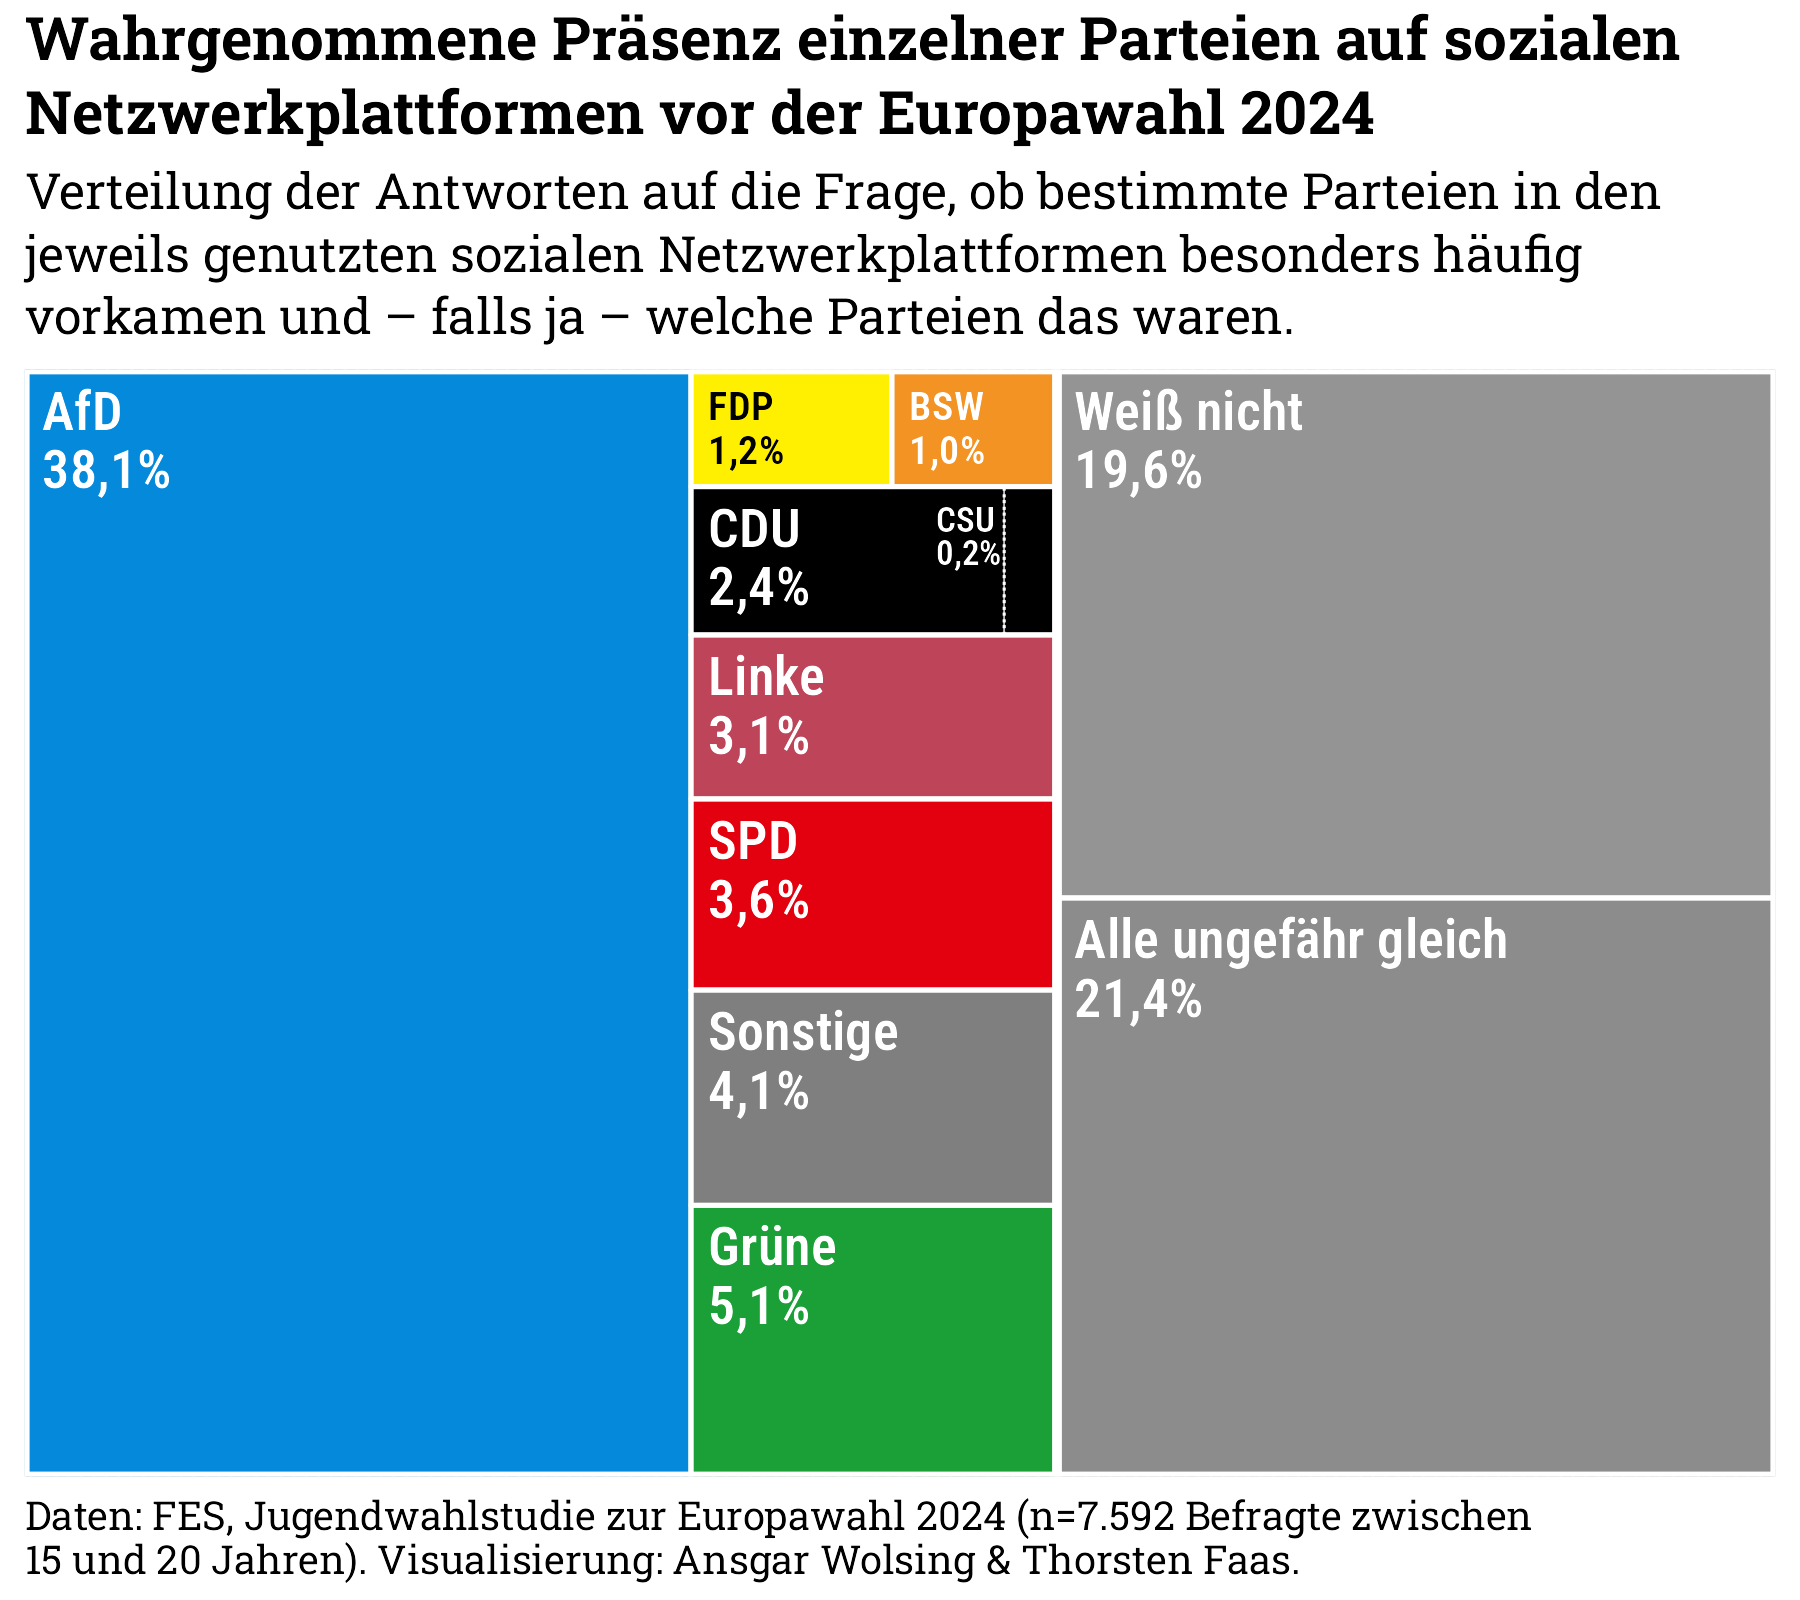 Wahrgenommene Präsenz einzelner Parteien auf sozialen
Netzwerkplattformen vor der Europawahl 2024
Verteilung der Antworten auf die Frage, ob bestimmte Parteien in den
jeweils genutzten sozialen Netzwerkplattformen besonders häufig
vorkamen und – falls ja – welche Parteien das waren.
AfD
38,1%
FDP
1,2%
BSW
1,0%
CDU
2,4%
CSU
0,2%
Linke
3,1%
SPD
3,6%
Sonstige
4,1%
Grüne
5,1%
Weiß nicht
19,6%
Alle ungefähr gleich
21,4%
Daten: FES, Jugendwahlstudie zur Europawahl 2024 (n=7.592 Befragte zwischen
15 und 20 Jahren). Visualisierung: Ansgar Wolsing & Thorsten Faas.